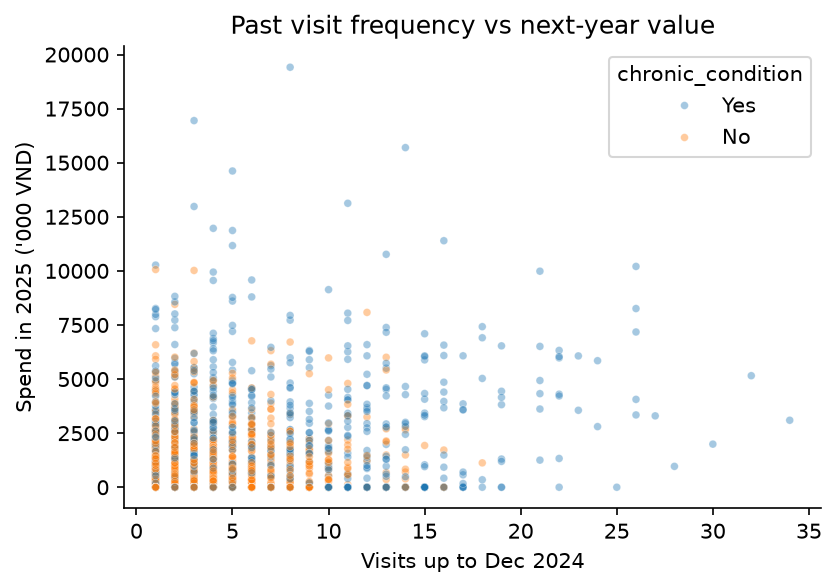 Past visit frequency vs next-year value
20000
17500
15000
12500
10000
7500
5000
2500
0
Spend in 2025 ('000 VND)
chronic_condition
Yes
No
0 5 10 15 20 25 30 35
Visits up to Dec 2024